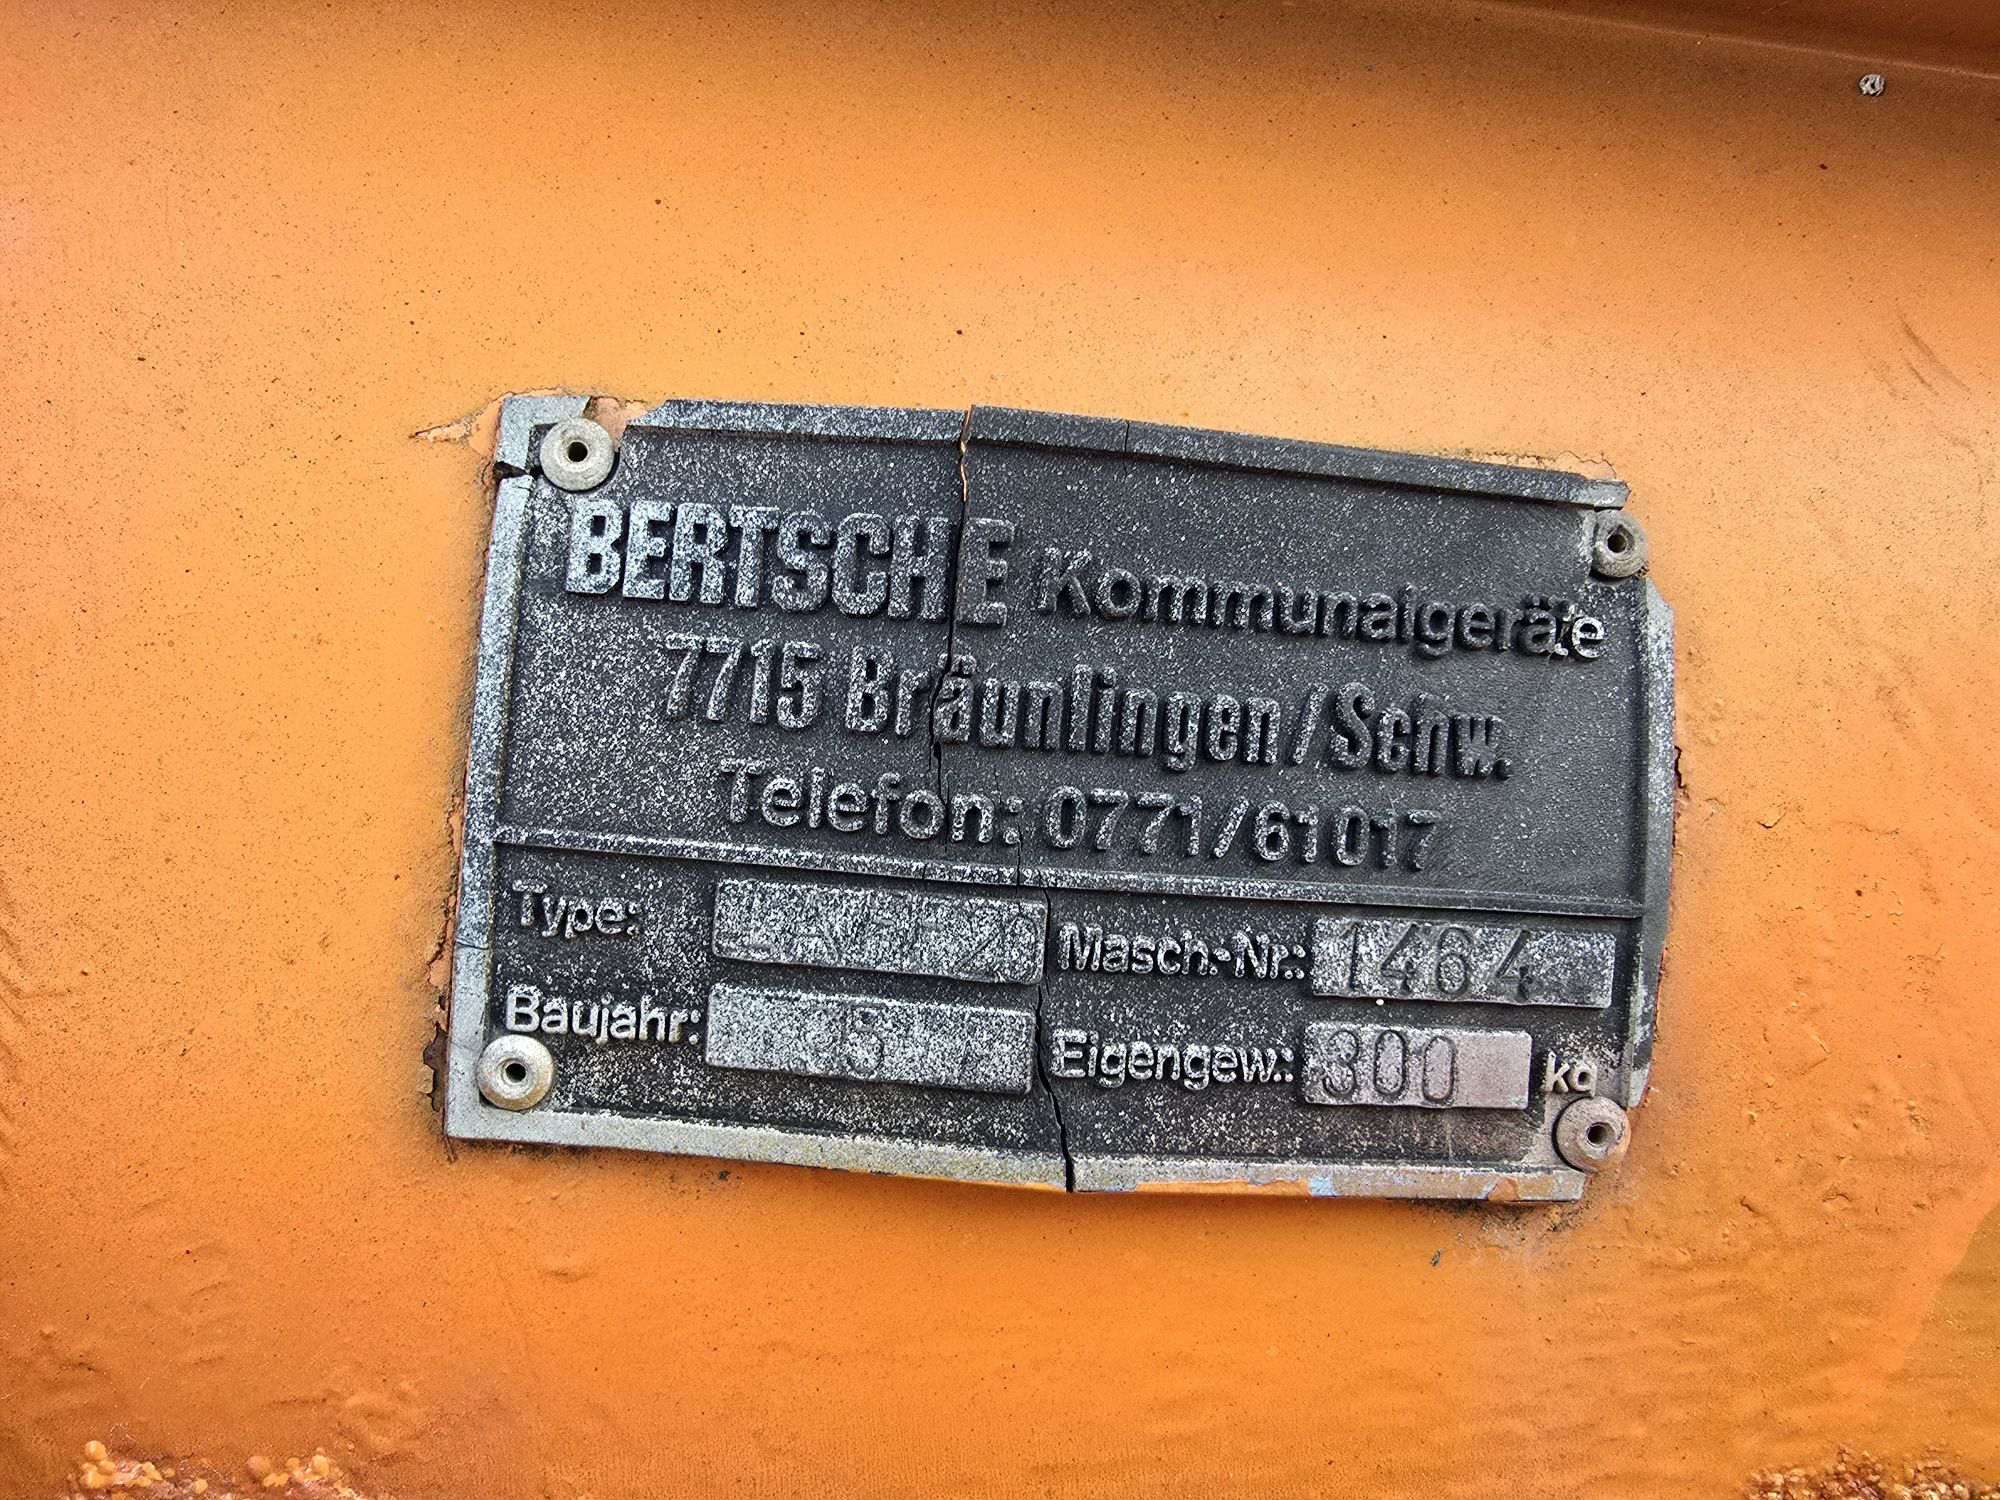 BERTSCHE Kommunalgeräte
7715 Bräunlingen/Schw.
Telefon: 0771/61017
Type: Masch.-Nr.: 1464
Baujahr: Eigengew.: 300 kg